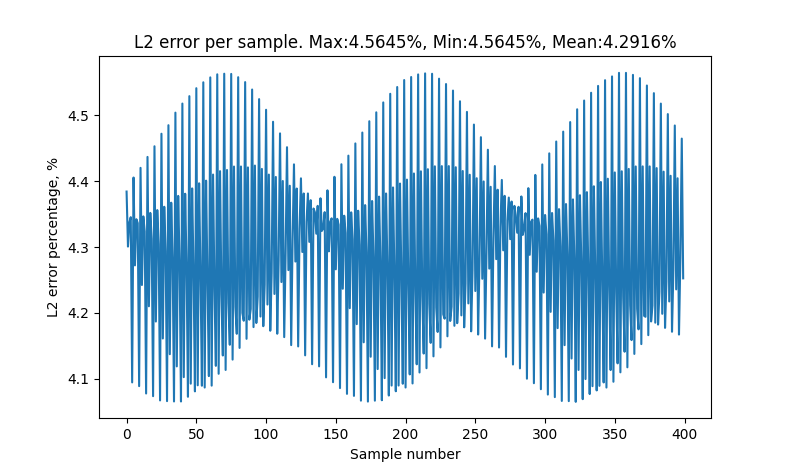 L2 error per sample. Max:4.5645%, Min:4.5645%, Mean:4.2916%
L2 error percentage, %
4.5
4.4
4.3
4.2
4.1
0 50 100 150 200 250 300 350 400
Sample number